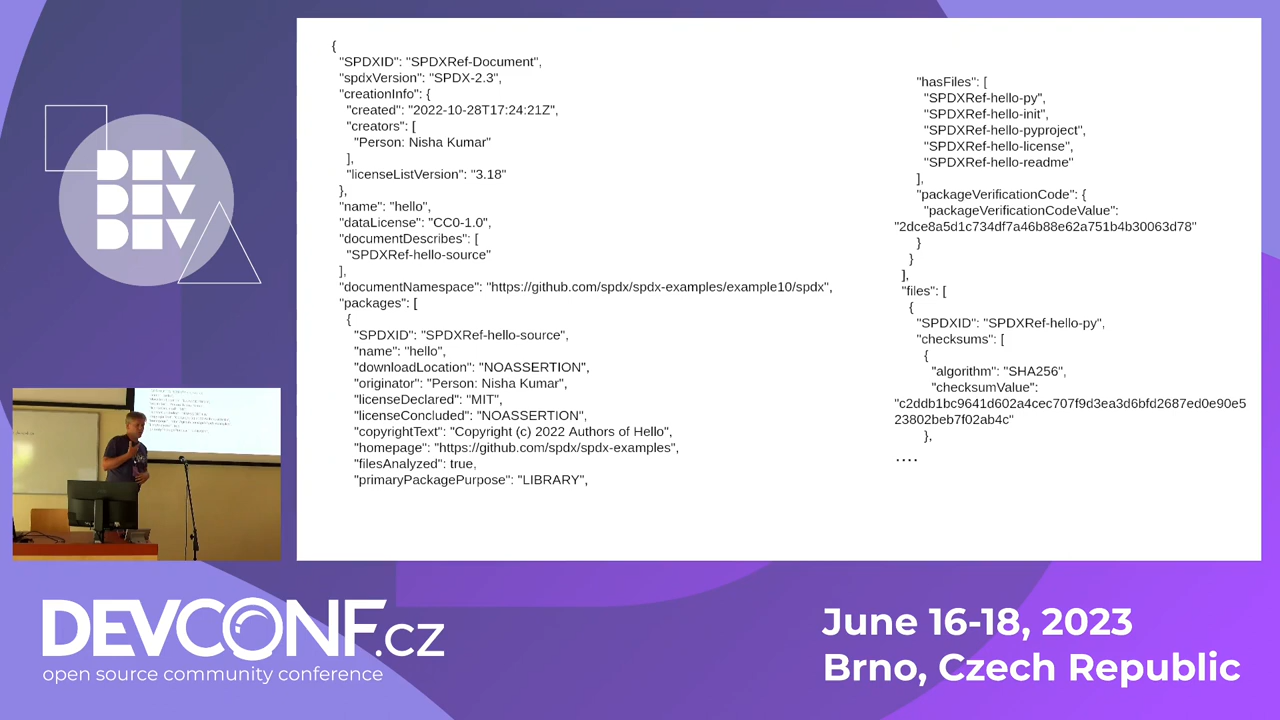 {
"SPDXID": "SPDXRef-Document",
"spdxVersion": "SPDX-2.3",
"creationInfo": {
"created": "2022-10-28T17:24:21Z",
"creators": [
"Person: Nisha Kumar"
],
"licenseListVersion": "3.18"
},
"name": "hello",
"dataLicense": "CC0-1.0",
"documentDescribes": [
"SPDXRef-hello-source"
],
"documentNamespace": "https://github.com/spdx/spdx-examples/example10/spdx",
"packages": [
{
"SPDXID": "SPDXRef-hello-source",
"name": "hello",
"downloadLocation": "NOASSERTION",
"originator": "Person: Nisha Kumar",
"licenseDeclared": "MIT",
"licenseConcluded": "NOASSERTION",
"copyrightText": "Copyright (c) 2022 Authors of Hello",
"homepage": "https://github.com/spdx/spdx-examples",
"filesAnalyzed": true,
"primaryPackagePurpose": "LIBRARY",
"hasFiles": [
"SPDXRef-hello-py",
"SPDXRef-hello-init",
"SPDXRef-hello-pyproject",
"SPDXRef-hello-license",
"SPDXRef-hello-readme"
],
"packageVerificationCode": {
"packageVerificationCodeValue":
"2dce8a5d1c734df7a46b88e62a751b4b30063d78"
}
}
],
"files": [
{
"SPDXID": "SPDXRef-hello-py",
"checksums": [
{
"algorithm": "SHA256",
"checksumValue":
"c2ddb1bc9641d602a4cec707f9d3ea3d6bfd2687ed0e90e5
23802beb7f02ab4c"
},
....
DEV
DEV
DEV
DEVCONF.cz
open source community conference
June 16-18, 2023
Brno, Czech Republic